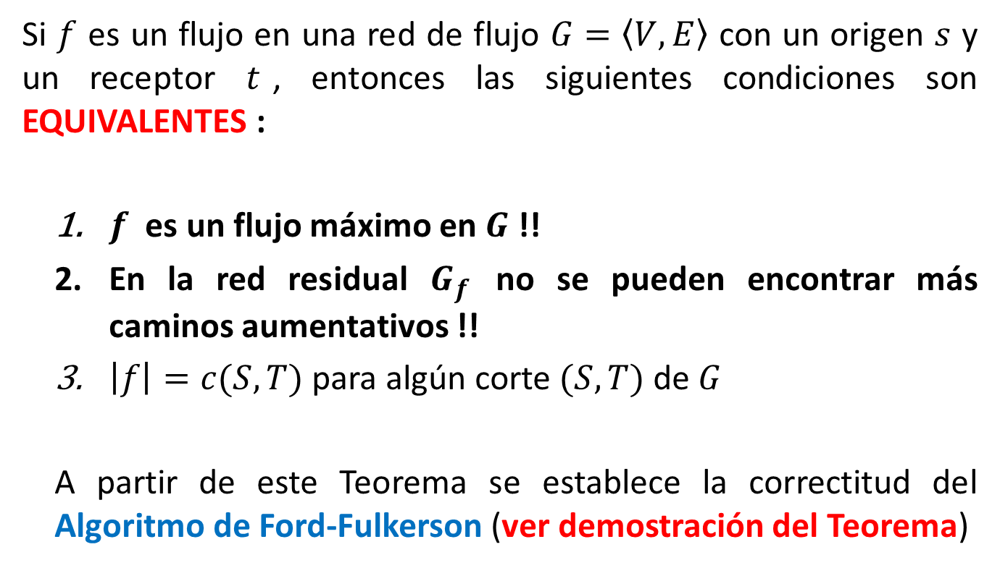 Si 𝑓 es un flujo en una red de flujo 𝐺 = ⟨𝑉, 𝐸⟩ con un origen 𝑠 y
un receptor 𝑡 , entonces las siguientes condiciones son
EQUIVALENTES :
1. 𝒇 es un flujo máximo en 𝑮 !!
2. En la red residual 𝑮𝒇 no se pueden encontrar más
caminos aumentativos !!
3. |𝑓| = 𝑐(𝑆, 𝑇) para algún corte (𝑆, 𝑇) de 𝐺
A partir de este Teorema se establece la correctitud del
Algoritmo de Ford-Fulkerson (ver demostración del Teorema)